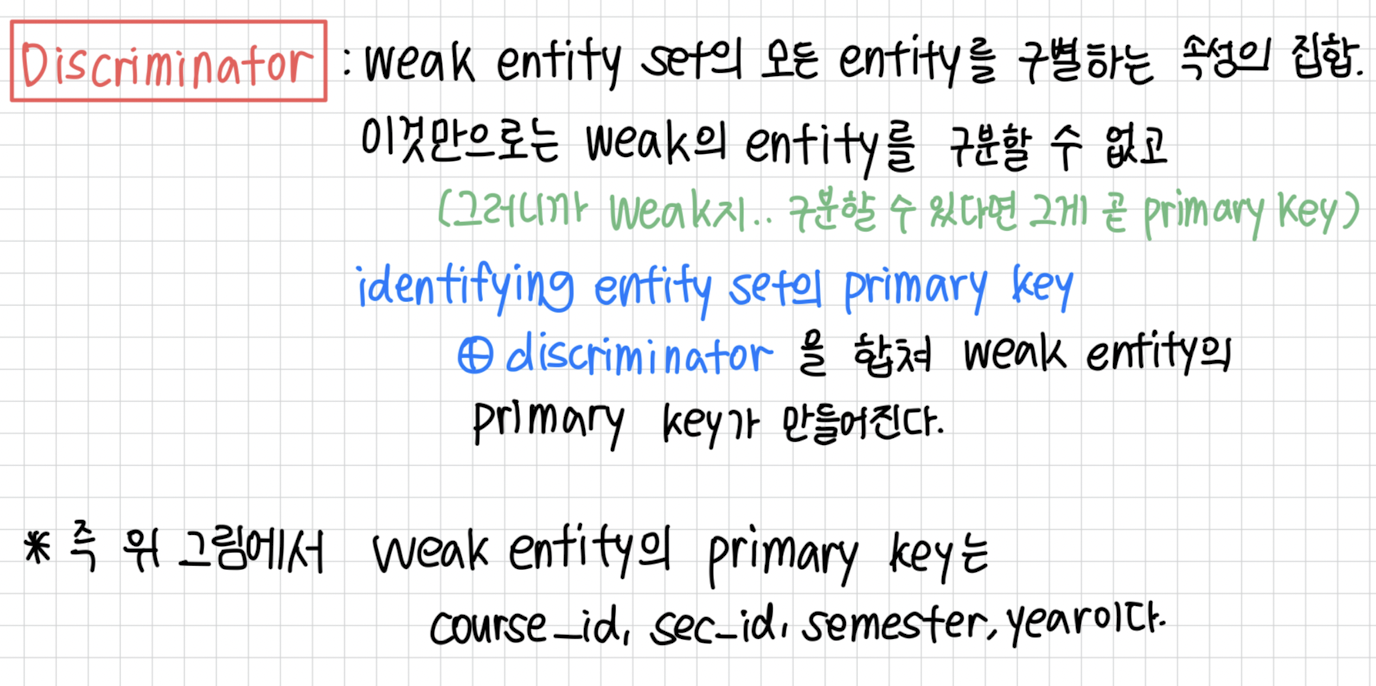 Discriminator : weak entity set의 모든 entity를 구별하는 속성의 집합.
이것만으로는 weak의 entity를 구분할 수 없고
(그러니까 weak지.. 구분할 수 있다면 그게 곧 primary key)
identifying entity set의 primary key
⊕ discriminator 을 합쳐 weak entity의
primary key가 만들어진다.
* 즉 위 그림에서 weak entity의 primary key는
course_id, sec_id, semester, year이다.